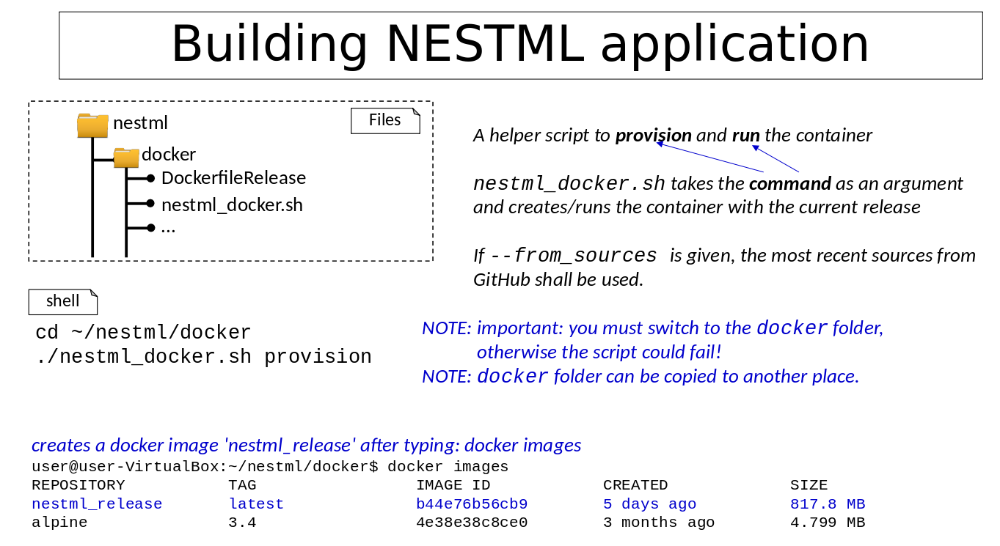 Building NESTML application
nestml
Files
docker
DockerfileRelease
nestml_docker.sh
...
A helper script to provision and run the container
nestml_docker.sh takes the command as an argument
and creates/runs the container with the current release
If --from_sources is given, the most recent sources from
GitHub shall be used.
shell
cd ~/nestml/docker
./nestml_docker.sh provision
NOTE: important: you must switch to the docker folder,
otherwise the script could fail!
NOTE: docker folder can be copied to another place.
creates a docker image 'nestml_release' after typing: docker images
user@user-VirtualBox:~/nestml/docker$ docker images
REPOSITORY TAG IMAGE ID CREATED SIZE
nestml_release latest b44e76b56cb9 5 days ago 817.8 MB
alpine 3.4 4e38e38c8ce0 3 months ago 4.799 MB